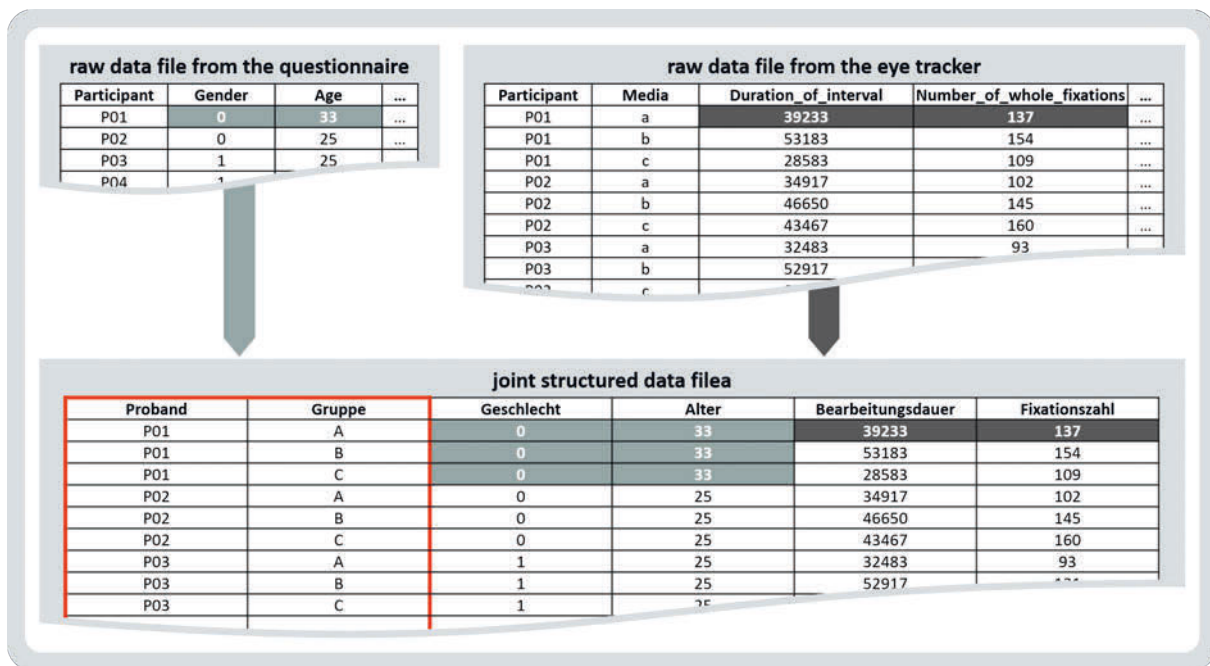 raw data file from the questionnaire
Participant Gender Age ...
P01 0 33 ...
P02 0 25 ...
P03 1 25
P04 1
raw data file from the eye tracker
Participant Media Duration_of_interval Number_of_whole_fixations ...
P01 a 39233 137 ...
P01 b 53183 154 ...
P01 c 28583 109 ...
P02 a 34917 102 ...
P02 b 46650 145 ...
P02 c 43467 160 ...
P03 a 32483 93
P03 b 52917
c
joint structured data filea
Proband Gruppe Geschlecht Alter Bearbeitungsdauer Fixationszahl
P01 A 0 33 39233 137
P01 B 0 33 53183 154
P01 C 0 33 28583 109
P02 A 0 25 34917 102
P02 B 0 25 46650 145
P02 C 0 25 43467 160
P03 A 1 25 32483 93
P03 B 1 25 52917
P03 C 1 25